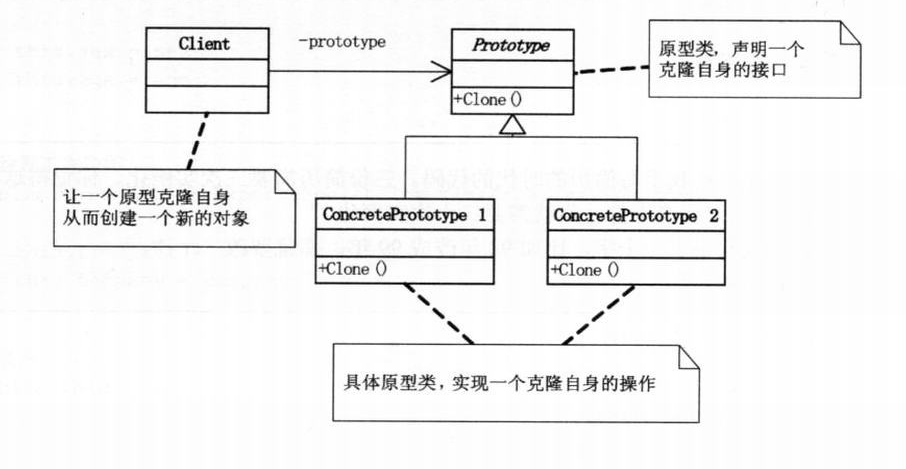 Client
-prototype
Prototype
+Clone()
原型类，声明一个
克隆自身的接口
让一个原型克隆自身
从而创建一个新的对象
ConcretePrototype 1
+Clone()
ConcretePrototype 2
+Clone()
具体原型类，实现一个克隆自身的操作